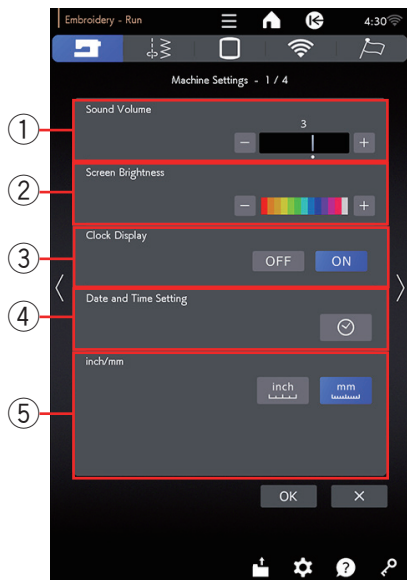 Embroidery - Run
4:30
Machine Settings - 1 / 4
1
Sound Volume
3
- +
2
Screen Brightness
- +
3
Clock Display
OFF ON
4
Date and Time Setting
5
inch/mm
inch mm
OK ×
?